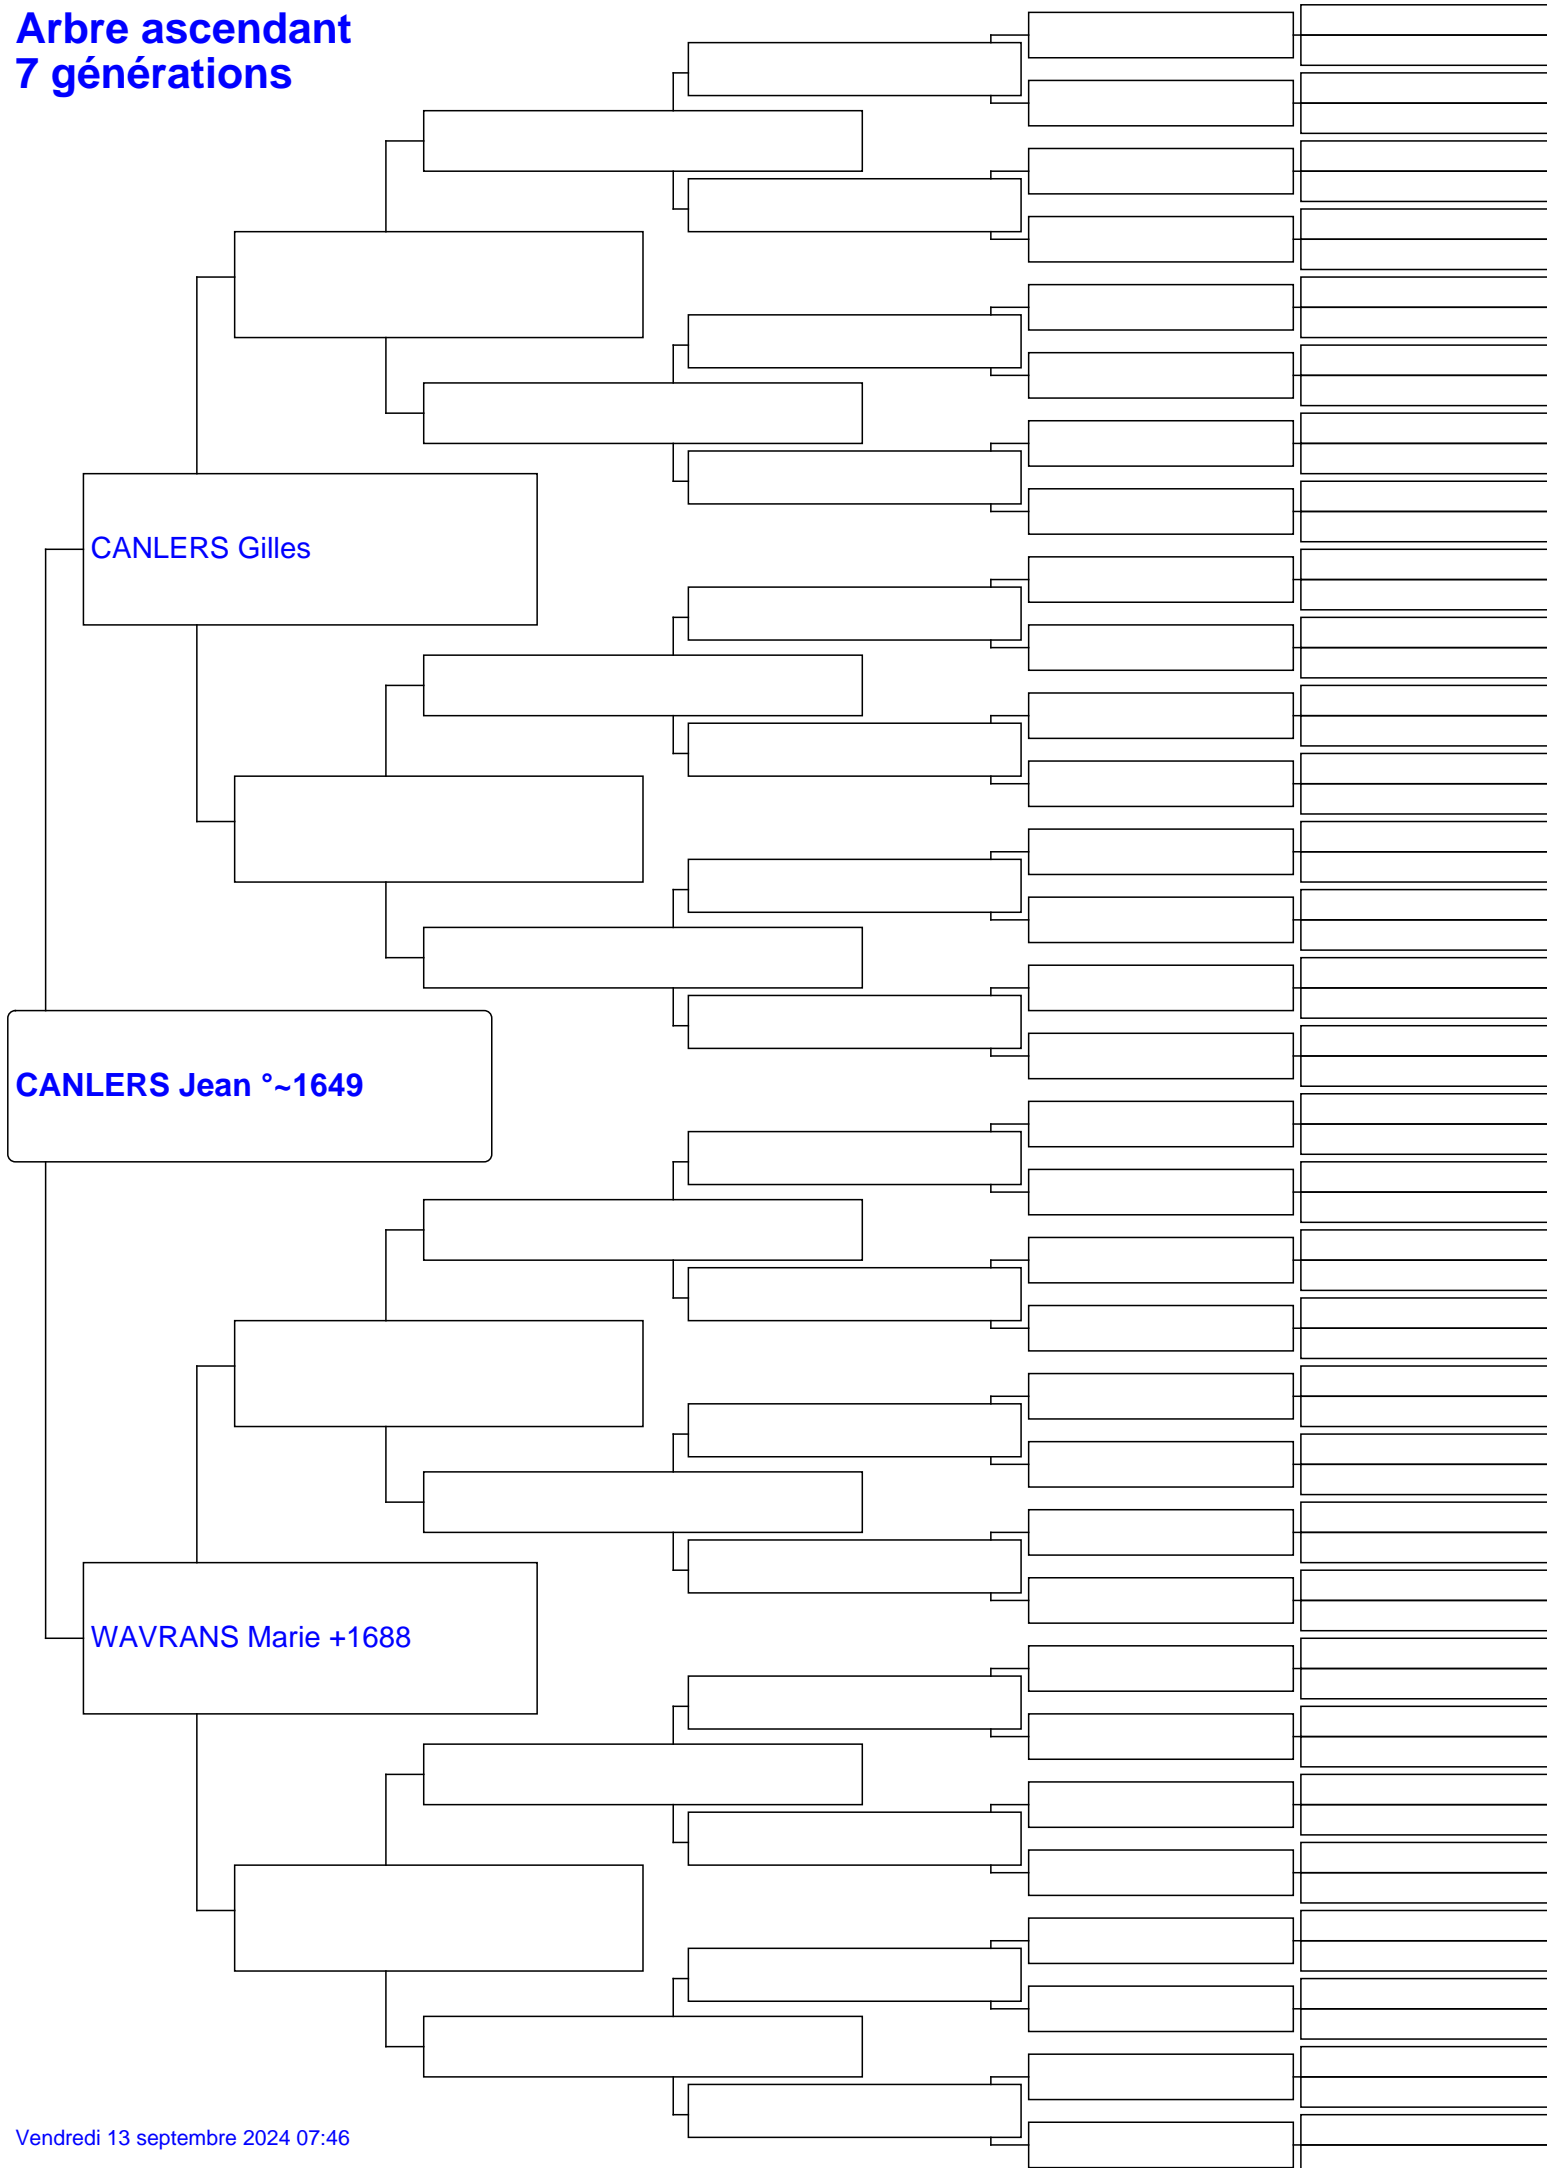 Arbre ascendant
7 générations
CANLERS Gilles
CANLERS Jean °~1649
WAVRANS Marie +1688
Vendredi 13 septembre 2024 07:46